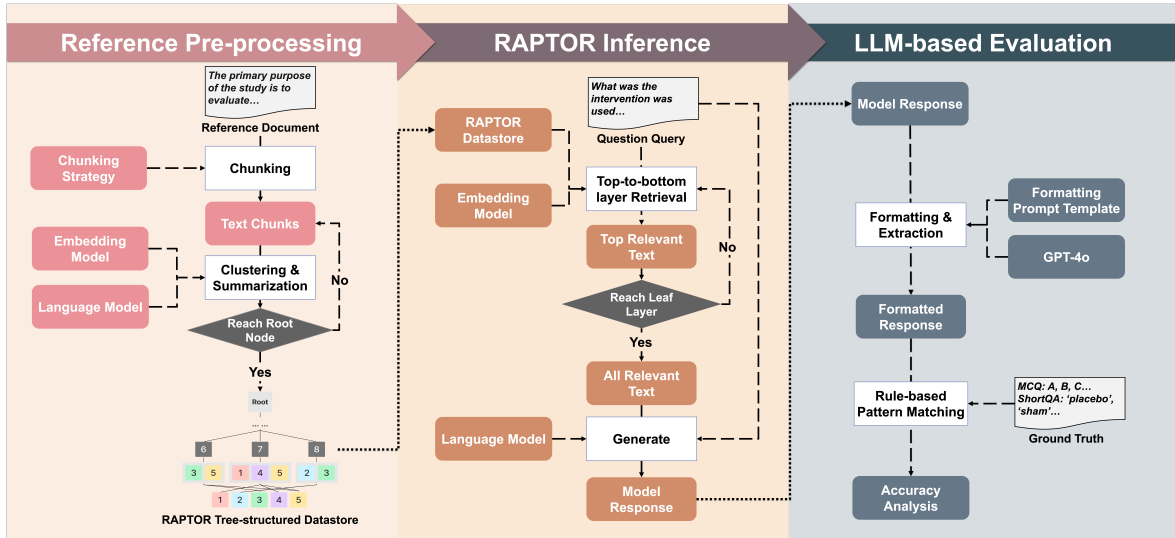 Reference Pre-processing
RAPTOR Inference
LLM-based Evaluation
The primary purpose
of the study is to
evaluate…
Reference Document
Chunking
Strategy
Chunking
Text Chunks
Embedding
Model
Language Model
Clustering &
Summarization
No
Reach Root
Node
Yes
Root
... ...
6
7
8
3 5
1 4 5
2 3
1 2 3 4 5
RAPTOR Tree-structured Datastore
What was the
intervention was
used…
Question Query
RAPTOR
Datastore
Embedding
Model
Top-to-bottom
layer Retrieval
Top Relevant
Text
No
Reach Leaf
Layer
Yes
All Relevant
Text
Language Model
Generate
Model
Response
Model Response
Formatting
Prompt Template
Formatting &
Extraction
GPT-4o
Formatted
Response
Rule-based
Pattern Matching
MCQ: A, B, C…
ShortQA: ‘placebo’,
‘sham’…
Ground Truth
Accuracy
Analysis